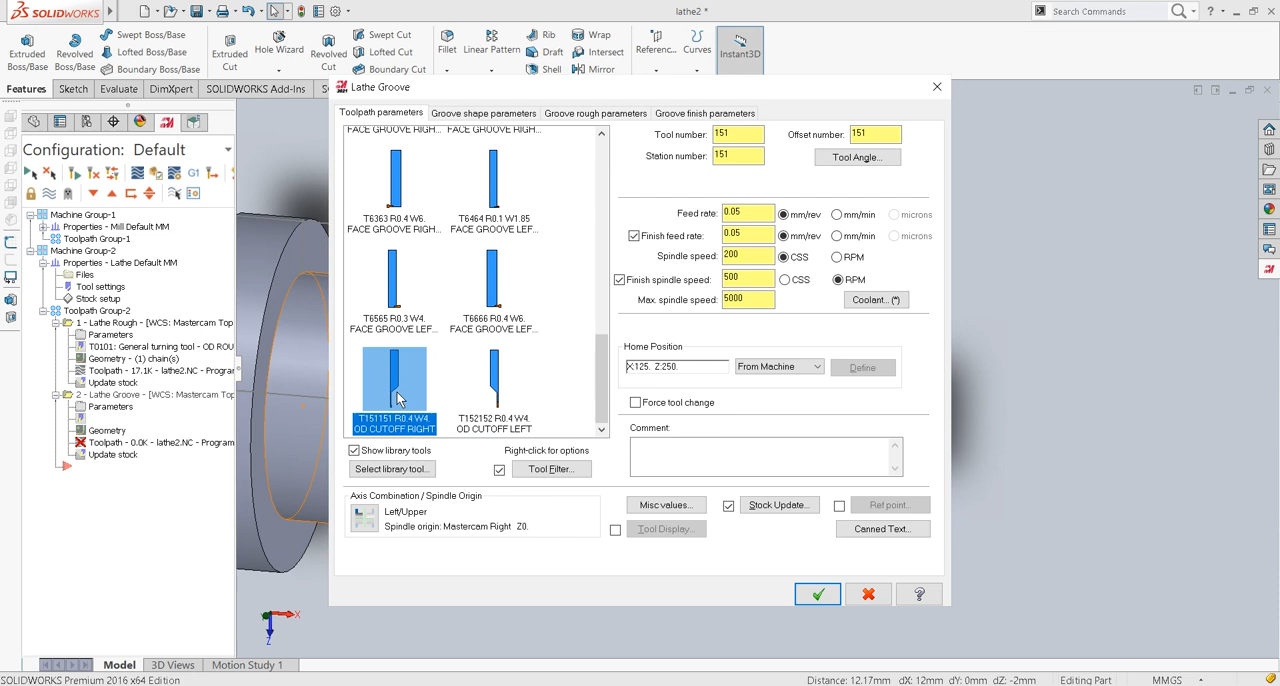 SOLIDWORKS
lathe2 *
Search Commands
Extruded Boss/Base
Revolved Boss/Base
Swept Boss/Base
Lofted Boss/Base
Boundary Boss/Base
Extruded Cut
Hole Wizard
Revolved Cut
Swept Cut
Lofted Cut
Boundary Cut
Fillet
Linear Pattern
Rib
Draft
Shell
Wrap
Intersect
Mirror
Referenc...
Curves
Instant3D
Features
Sketch
Evaluate
DimXpert
SOLIDWORKS Add-Ins
Configuration: Default
G1
Machine Group-1
Properties - Mill Default MM
Toolpath Group-1
Machine Group-2
Properties - Lathe Default MM
Files
Tool settings
Stock setup
Toolpath Group-2
1 - Lathe Rough - [WCS: Mastercam Top
Parameters
T0101: General turning tool - OD ROU
Geometry - (1) chain(s)
Toolpath - 17.1K - lathe2.NC - Program
Update stock
2 - Lathe Groove - [WCS: Mastercam Top
Parameters
Geometry
Toolpath - 0.0K - lathe2.NC - Program
Update stock
Lathe Groove
Toolpath parameters
Groove shape parameters
Groove rough parameters
Groove finish parameters
FACE GROOVE RIGH...
FACE GROOVE RIGH...
T6363 R0.4 W6.
FACE GROOVE RIGH...
T6464 R0.1 W1.85
FACE GROOVE LEF...
T6565 R0.3 W4.
FACE GROOVE LEF...
T6666 R0.4 W6.
FACE GROOVE LEF...
T151151 R0.4 W4.
OD CUTOFF RIGHT
T152152 R0.4 W4.
OD CUTOFF LEFT
Show library tools
Right-click for options
Select library tool...
Tool Filter...
Axis Combination / Spindle Origin
Left/Upper
Spindle origin: Mastercam Right Z0.
Tool number: 151
Offset number: 151
Station number: 151
Tool Angle...
Feed rate: 0.05 mm/rev mm/min microns
Finish feed rate: 0.05 mm/rev mm/min microns
Spindle speed: 200 CSS RPM
Finish spindle speed: 500 CSS RPM
Max. spindle speed: 5000
Coolant... (*)
Home Position
X:125. Z:250.
From Machine
Define
Force tool change
Comment:
Misc values...
Stock Update...
Ref point...
Tool Display...
Canned Text...
X
Z
Model
3D Views
Motion Study 1
SOLIDWORKS Premium 2016 x64 Edition
Distance: 12.17mm dX: 12mm dY: 0mm dZ: -2mm
Editing Part
MMGS